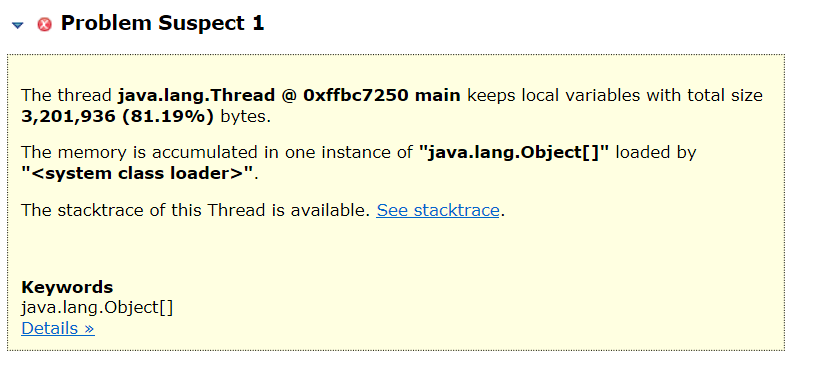 Problem Suspect 1
The thread java.lang.Thread @ 0xffbc7250 main keeps local variables with total size
3,201,936 (81.19%) bytes.
The memory is accumulated in one instance of "java.lang.Object[]" loaded by
"<system class loader>".
The stacktrace of this Thread is available. See stacktrace.
Keywords
java.lang.Object[]
Details »